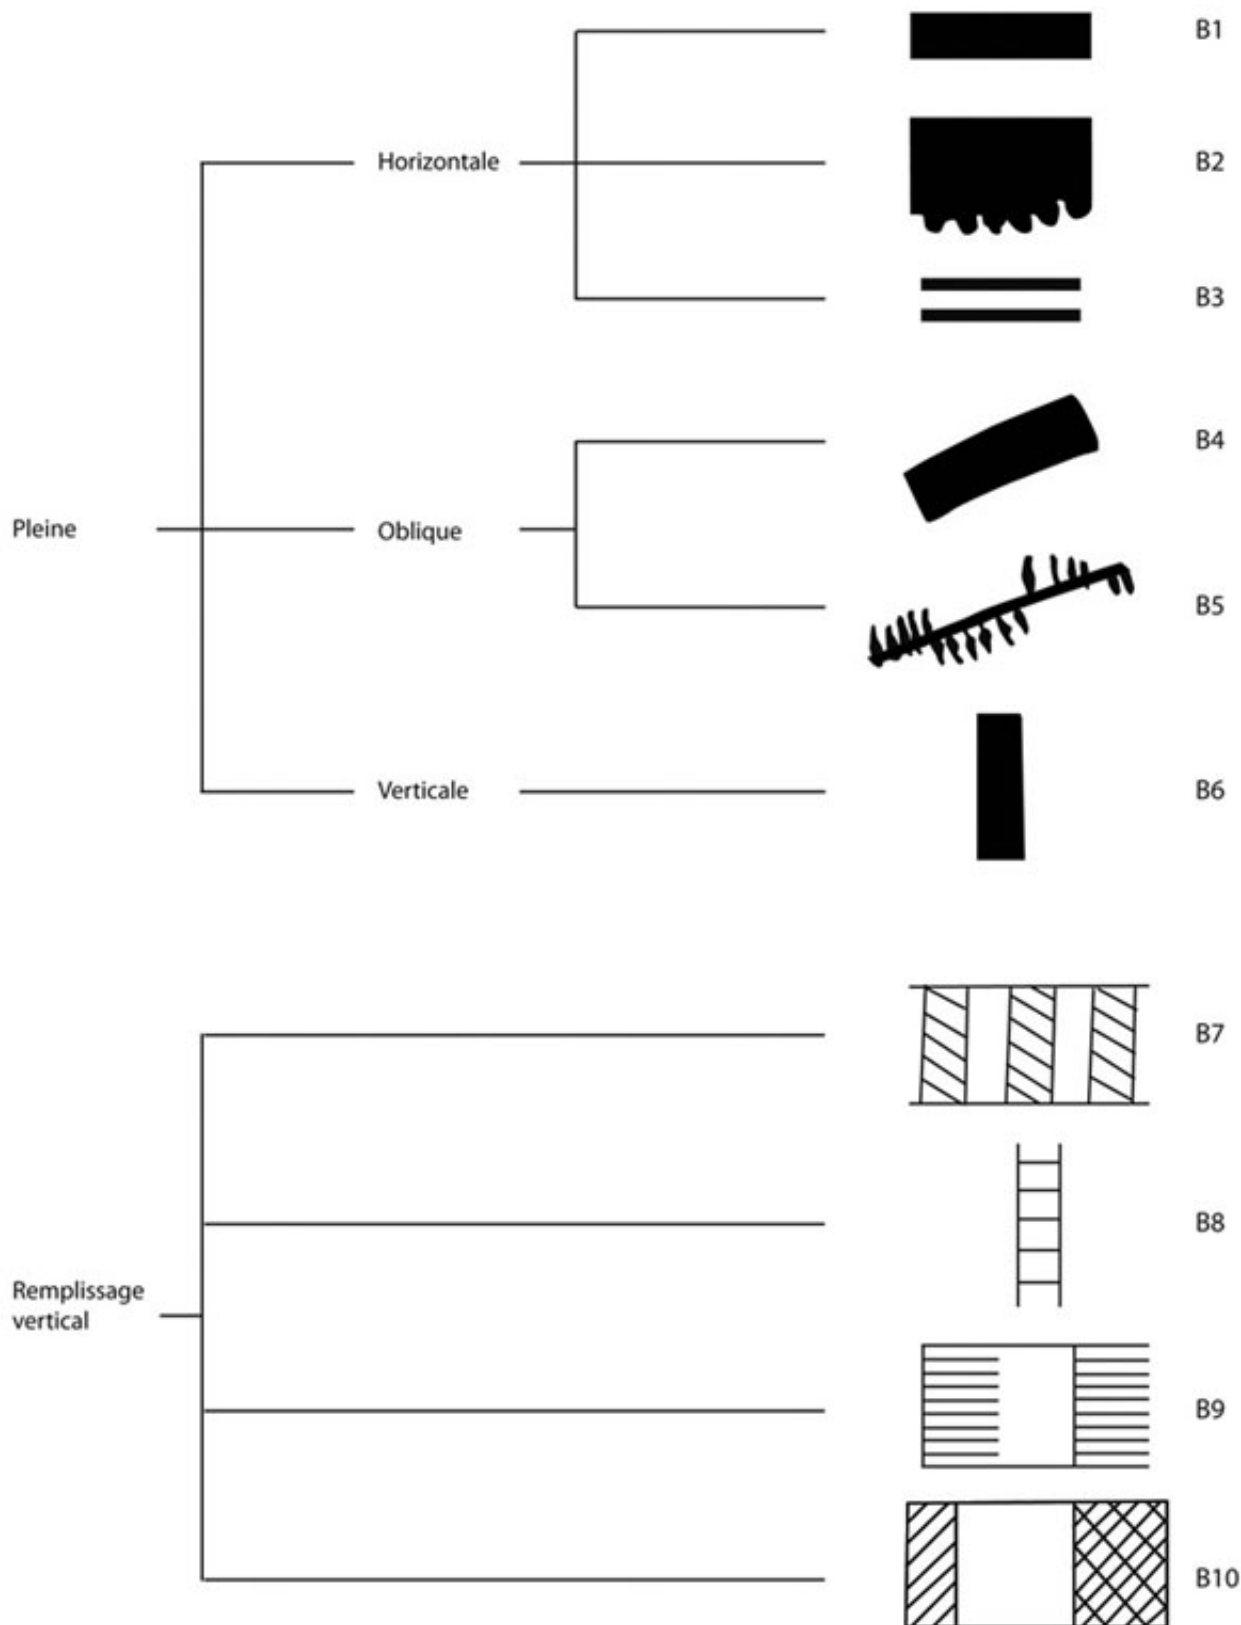 B1
Horizontale
B2
B3
B4
Pleine
Oblique
B5
Verticale
B6
B7
B8
Remplissage
vertical
B9
B10